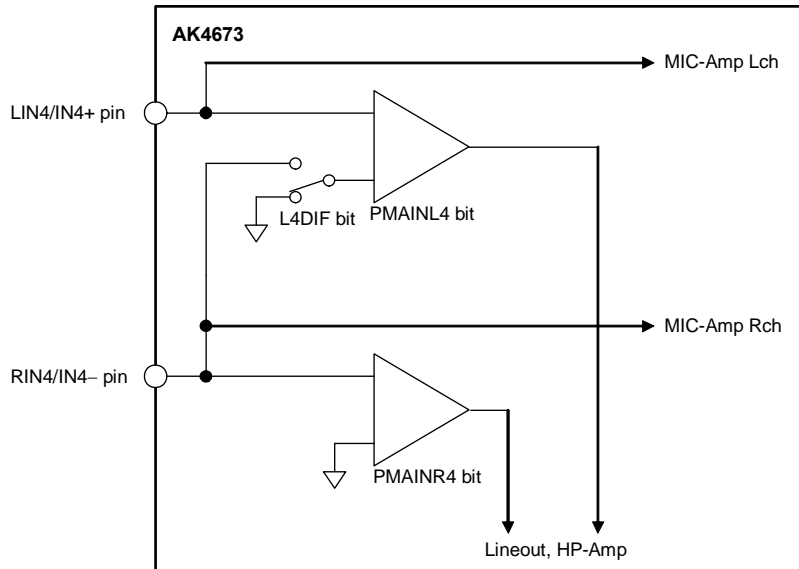 AK4673
MIC-Amp Lch
LIN4/IN4+ pin
L4DIF bit
PMAINL4 bit
MIC-Amp Rch
RIN4/IN4− pin
PMAINR4 bit
Lineout, HP-Amp